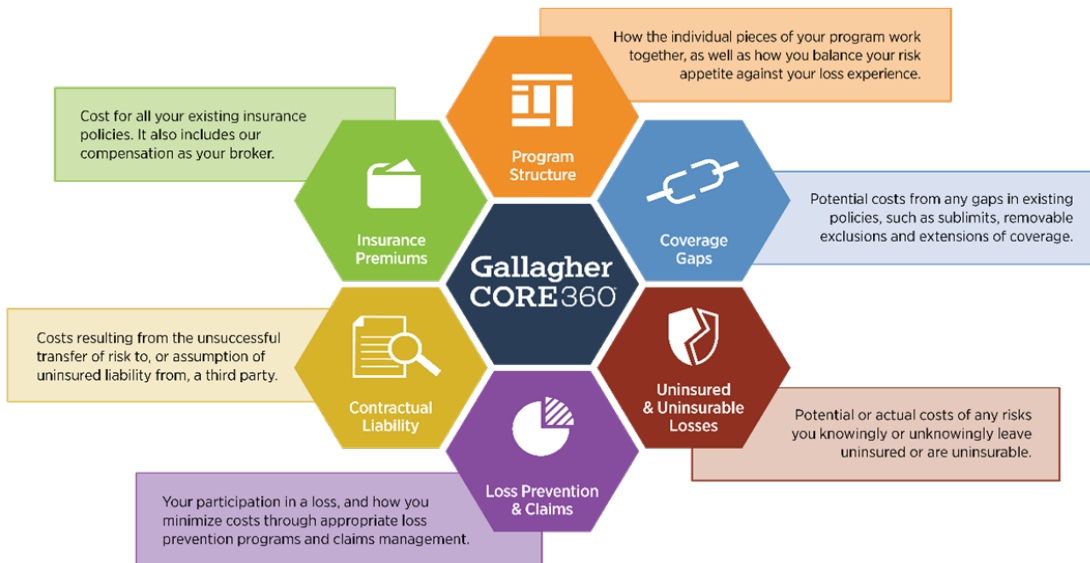 How the individual pieces of your program work
together, as well as how you balance your risk
appetite against your loss experience.
Program
Structure
Cost for all your existing insurance
policies. It also includes our
compensation as your broker.
Insurance
Premiums
Potential costs from any gaps in existing
policies, such as sublimits, removable
exclusions and extensions of coverage.
Coverage
Gaps
Gallagher
CORE360®
Costs resulting from the unsuccessful
transfer of risk to, or assumption of
uninsured liability from, a third party.
Contractual
Liability
Uninsured
& Uninsurable
Losses
Potential or actual costs of any risks
you knowingly or unknowingly leave
uninsured or are uninsurable.
Loss Prevention
& Claims
Your participation in a loss, and how you
minimize costs through appropriate loss
prevention programs and claims management.